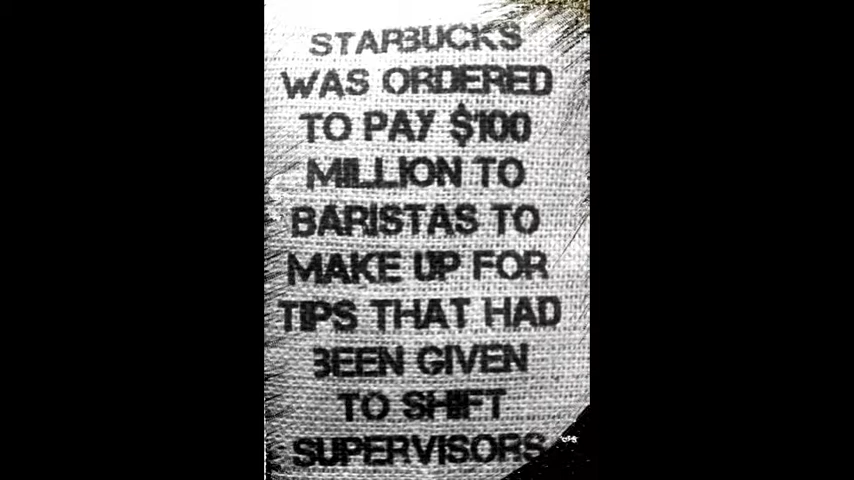 STARBUCKS
WAS ORDERED
TO PAY $100
MILLION TO
BARISTAS TO
MAKE UP FOR
TIPS THAT HAD
BEEN GIVEN
TO SHIFT
SUPERVISORS